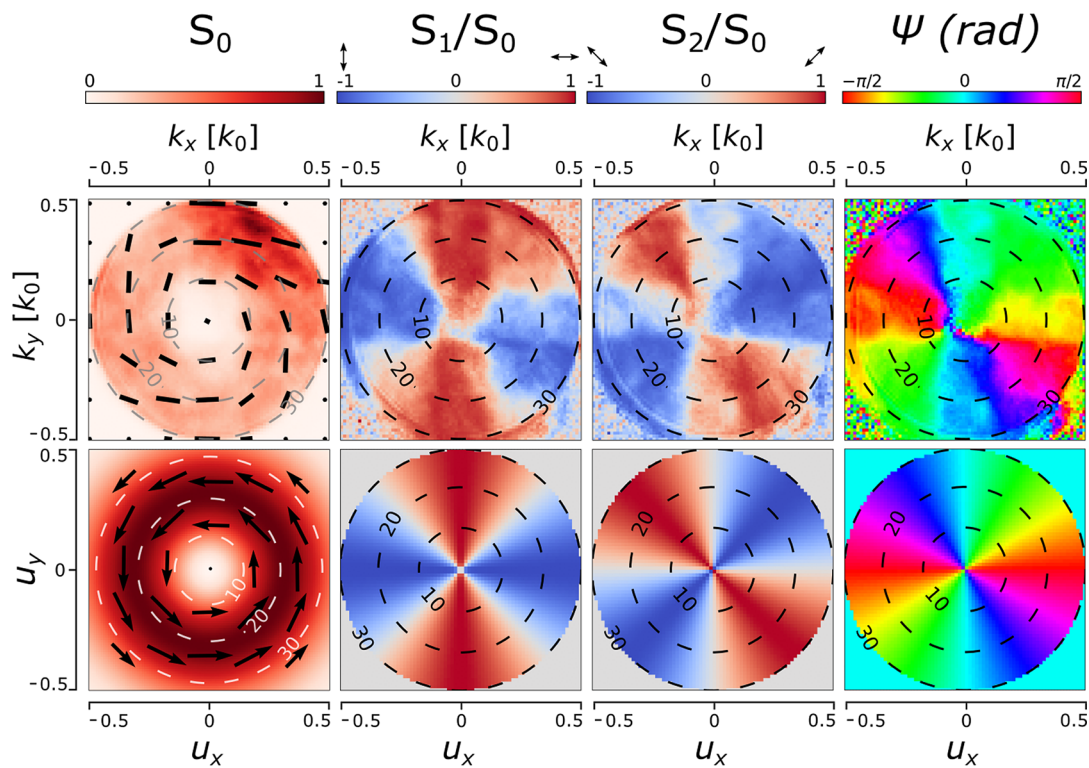 S₀ S₁/S₀ S₂/S₀ Ψ (rad)
0 1 -1 0 1 -1 0 1 −π/2 0 π/2
kₓ [k₀] kₓ [k₀] kₓ [k₀] kₓ [k₀]
-0.5 0 0.5 -0.5 0 0.5 -0.5 0 0.5 -0.5 0 0.5
0.5
k_y [k₀]
0
-0.5
10 20 30 10 20 30 10 20 30 10 20 30
0.5
u_y
0
-0.5
10 20 30 20 10 30 20 10 30 20 10 30
-0.5 0 0.5 -0.5 0 0.5 -0.5 0 0.5 -0.5 0 0.5
uₓ uₓ uₓ uₓ